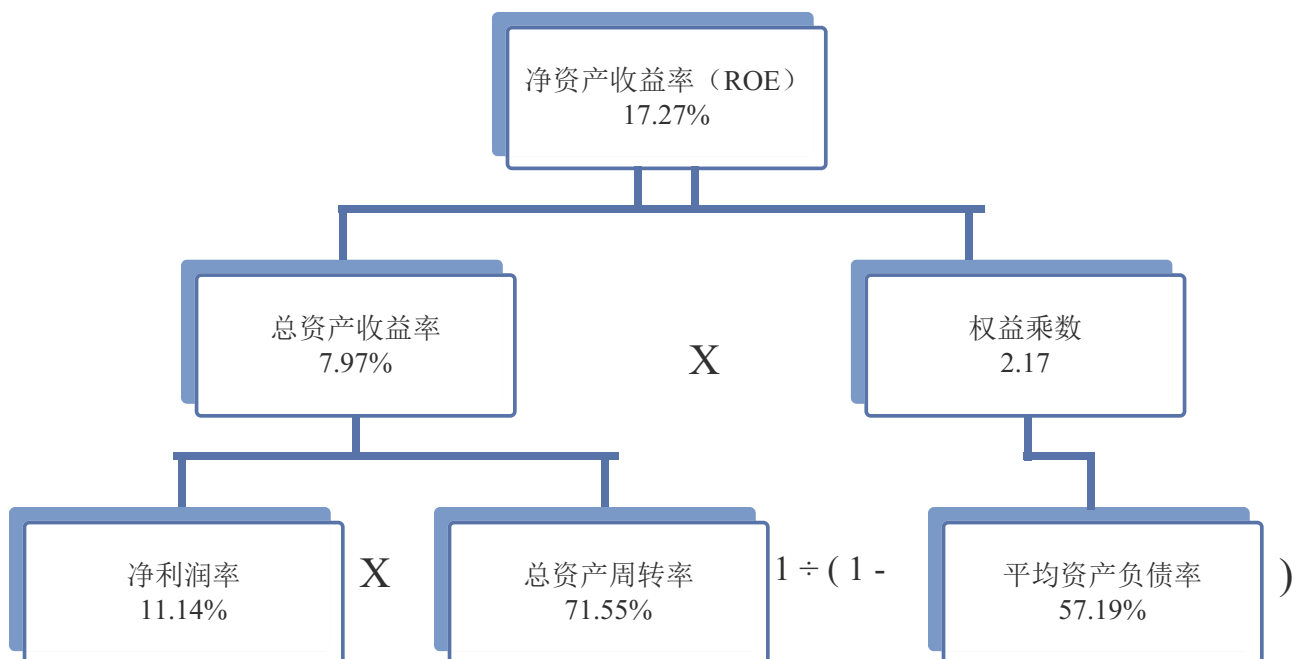 净资产收益率（ROE）
17.27%
总资产收益率
7.97%
X
权益乘数
2.17
净利润率
11.14%
X
总资产周转率
71.55%
1 ÷ ( 1 -
平均资产负债率
57.19%
)